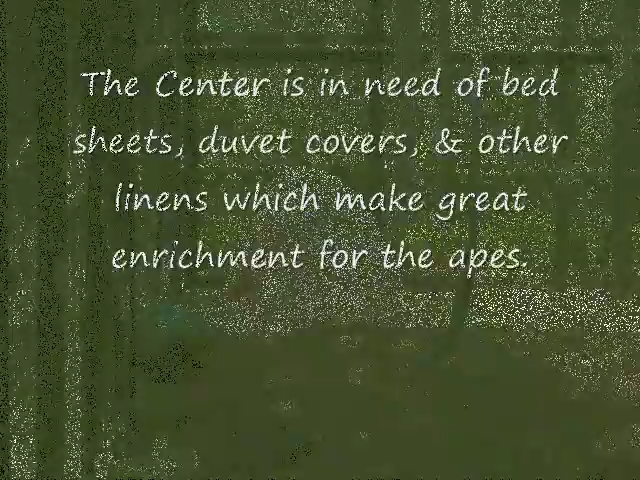 The Center is in need of bed
sheets, duvet covers, & other
linens which make great
enrichment for the apes.